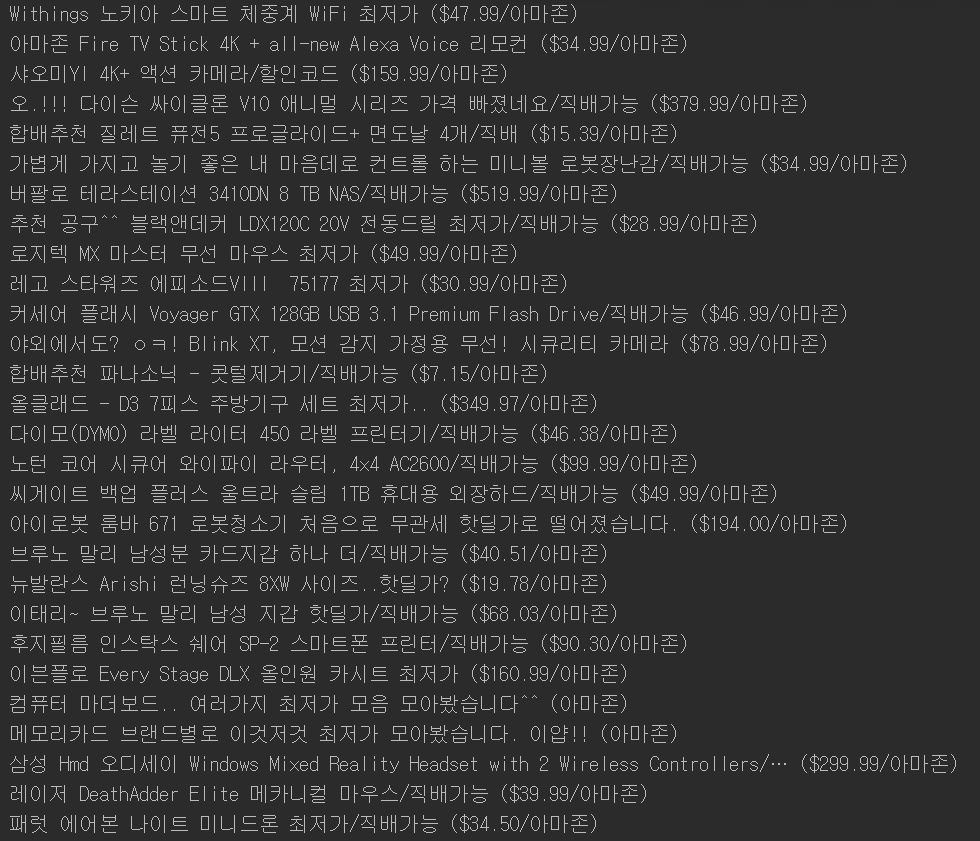 Withings 노키아 스마트 체중계 WiFi 최저가 ($47.99/아마존)
아마존 Fire TV Stick 4K + all-new Alexa Voice 리모컨 ($34.99/아마존)
샤오미YI 4K+ 액션 카메라/할인코드 ($159.99/아마존)
오.!!! 다이슨 싸이클론 V10 애니멀 시리즈 가격 빠졌네요/직배가능 ($379.99/아마존)
합배추천 질레트 퓨전5 프로글라이드+ 면도날 4개/직배 ($15.39/아마존)
가볍게 가지고 놀기 좋은 내 마음데로 컨트롤 하는 미니볼 로봇장난감/직배가능 ($34.99/아마존)
버팔로 테라스테이션 3410DN 8 TB NAS/직배가능 ($519.99/아마존)
추천 공구^^ 블랙앤데커 LDX120C 20V 전동드릴 최저가/직배가능 ($28.99/아마존)
로지텍 MX 마스터 무선 마우스 최저가 ($49.99/아마존)
레고 스타워즈 에피소드VIII  75177 최저가 ($30.99/아마존)
커세어 플래시 Voyager GTX 128GB USB 3.1 Premium Flash Drive/직배가능 ($46.99/아마존)
야외에서도? ㅇㅋ! Blink XT, 모션 감지 가정용 무선! 시큐리티 카메라 ($78.99/아마존)
합배추천 파나소닉 - 콧털제거기/직배가능 ($7.15/아마존)
올클래드 - D3 7피스 주방기구 세트 최저가.. ($349.97/아마존)
다이모(DYMO) 라벨 라이터 450 라벨 프린터기/직배가능 ($46.38/아마존)
노턴 코어 시큐어 와이파이 라우터, 4x4 AC2600/직배가능 ($99.99/아마존)
씨게이트 백업 플러스 울트라 슬림 1TB 휴대용 외장하드/직배가능 ($49.99/아마존)
아이로봇 룸바 671 로봇청소기 처음으로 무관세 핫딜가로 떨어졌습니다. ($194.00/아마존)
브루노 말리 남성분 카드지갑 하나 더/직배가능 ($40.51/아마존)
뉴발란스 Arishi 런닝슈즈 8XW 사이즈..핫딜가? ($19.78/아마존)
이태리~ 브루노 말리 남성 지갑 핫딜가/직배가능 ($68.03/아마존)
후지필름 인스탁스 쉐어 SP-2 스마트폰 프린터/직배가능 ($90.30/아마존)
이븐플로 Every Stage DLX 올인원 카시트 최저가 ($160.99/아마존)
컴퓨터 마더보드.. 여러가지 최저가 모음 모아봤습니다^^ (아마존)
메모리카드 브랜드별로 이것저것 최저가 모아봤습니다. 이얍!! (아마존)
삼성 Hmd 오디세이 Windows Mixed Reality Headset with 2 Wireless Controllers/… ($299.99/아마존)
레이저 DeathAdder Elite 메카니컬 마우스/직배가능 ($39.99/아마존)
패럿 에어본 나이트 미니드론 최저가/직배가능 ($34.50/아마존)